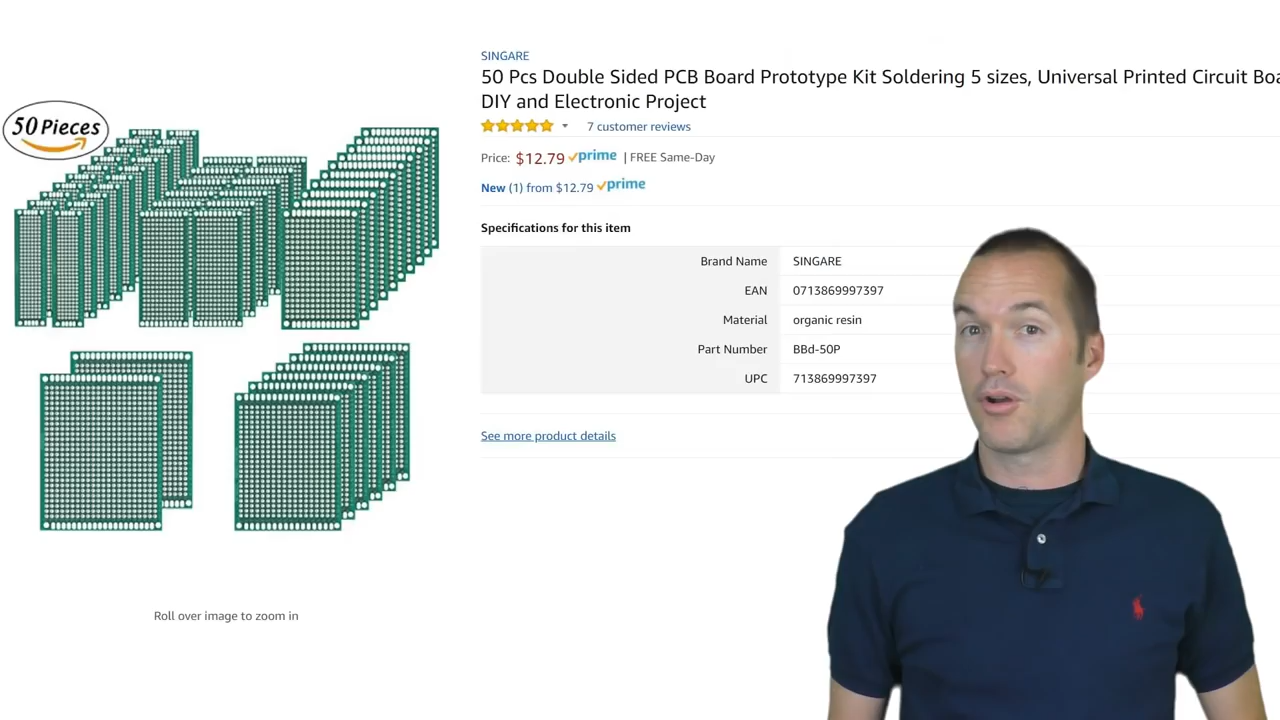 SINGARE
50 Pcs Double Sided PCB Board Prototype Kit Soldering 5 sizes, Universal Printed Circuit
DIY and Electronic Project
50 Pieces
7 customer reviews
Price: $12.79 prime | FREE Same-Day
New (1) from $12.79 prime
Specifications for this item
Brand Name SINGARE
EAN 0713869997397
Material organic resin
Part Number BBd-50P
UPC 713869997397
See more product details
Roll over image to zoom in